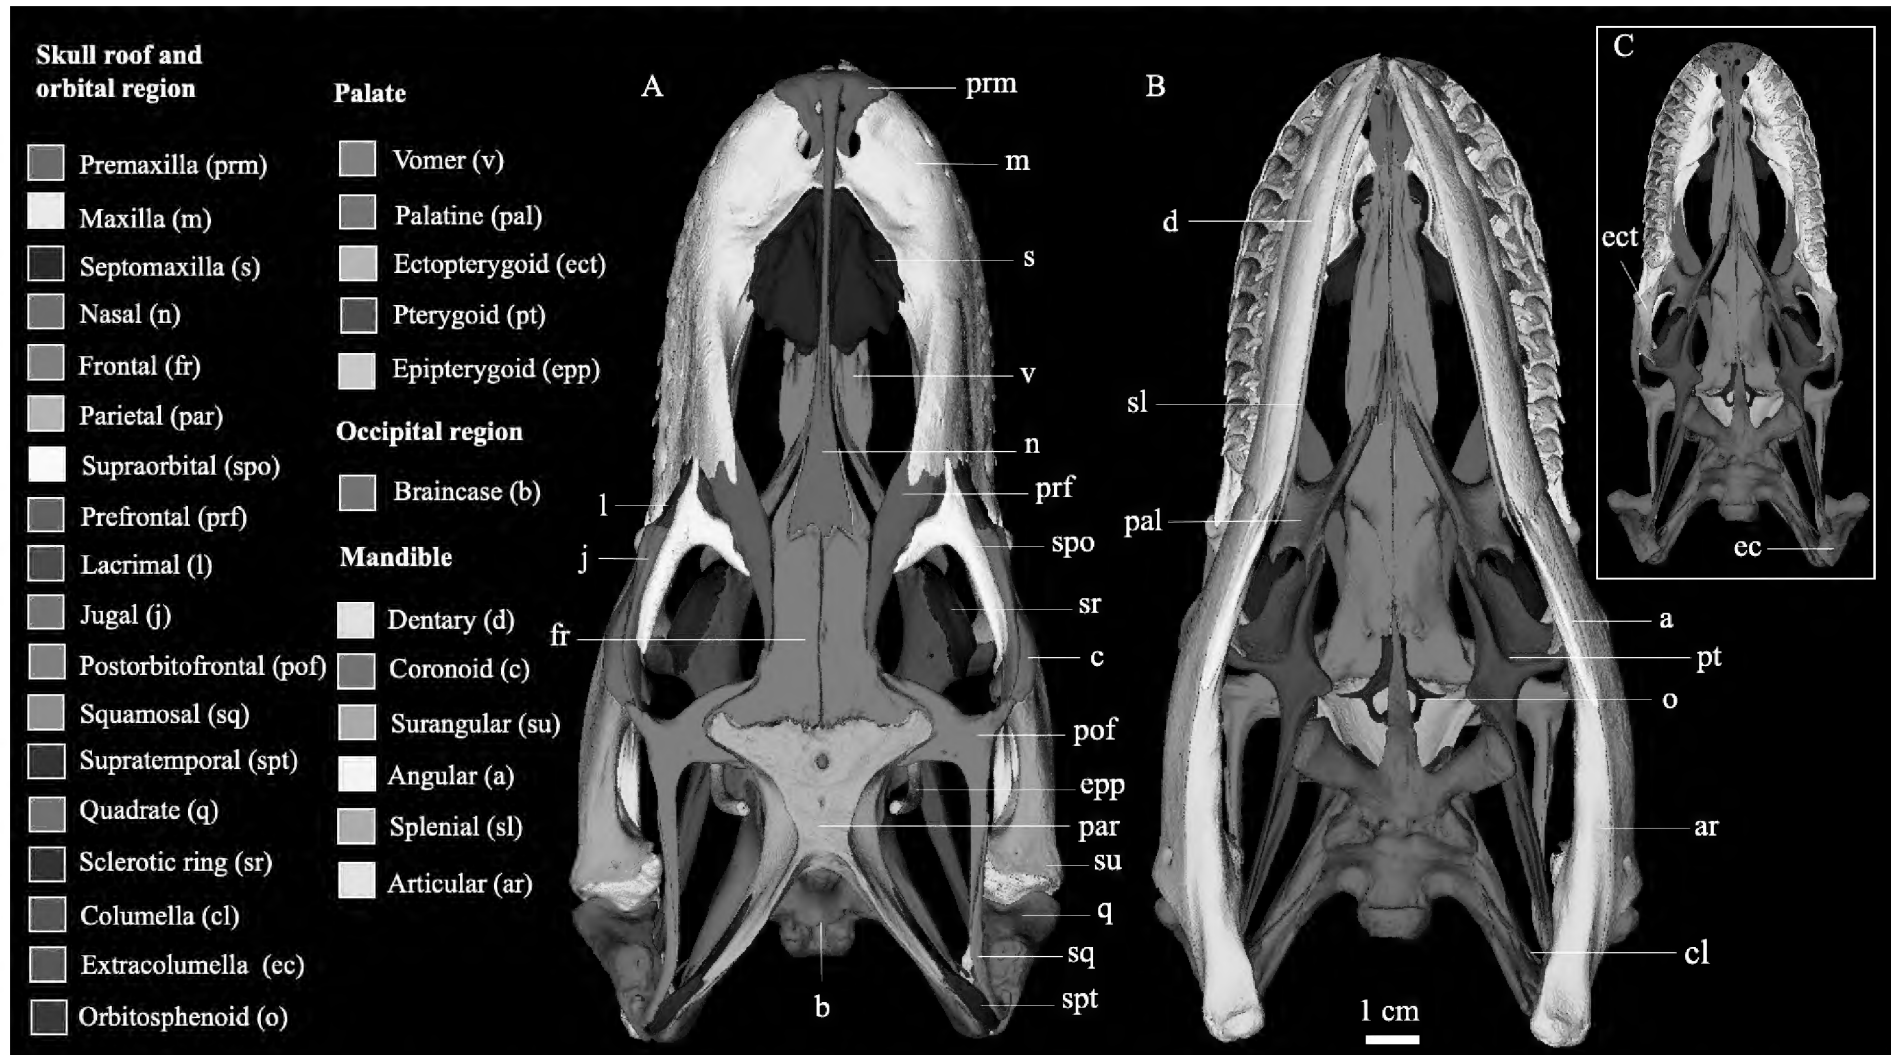 Skull roof and
orbital region
Premaxilla (prm)
Maxilla (m)
Septomaxilla (s)
Nasal (n)
Frontal (fr)
Parietal (par)
Supraorbital (spo)
Prefrontal (prf)
Lacrimal (l)
Jugal (j)
Postorbitofrontal (pof)
Squamosal (sq)
Supratemporal (spt)
Quadrate (q)
Sclerotic ring (sr)
Columella (cl)
Extracolumella (ec)
Orbitosphenoid (o)
Palate
Vomer (v)
Palatine (pal)
Ectopterygoid (ect)
Pterygoid (pt)
Epipterygoid (epp)
Occipital region
Braincase (b)
Mandible
Dentary (d)
Coronoid (c)
Surangular (su)
Angular (a)
Splenial (sl)
Articular (ar)
A
prm
m
s
v
n
prf
l
spo
j
sr
fr
c
pof
epp
par
su
q
sq
spt
b
B
d
sl
pal
a
pt
o
ar
cl
1 cm
C
ect
ec